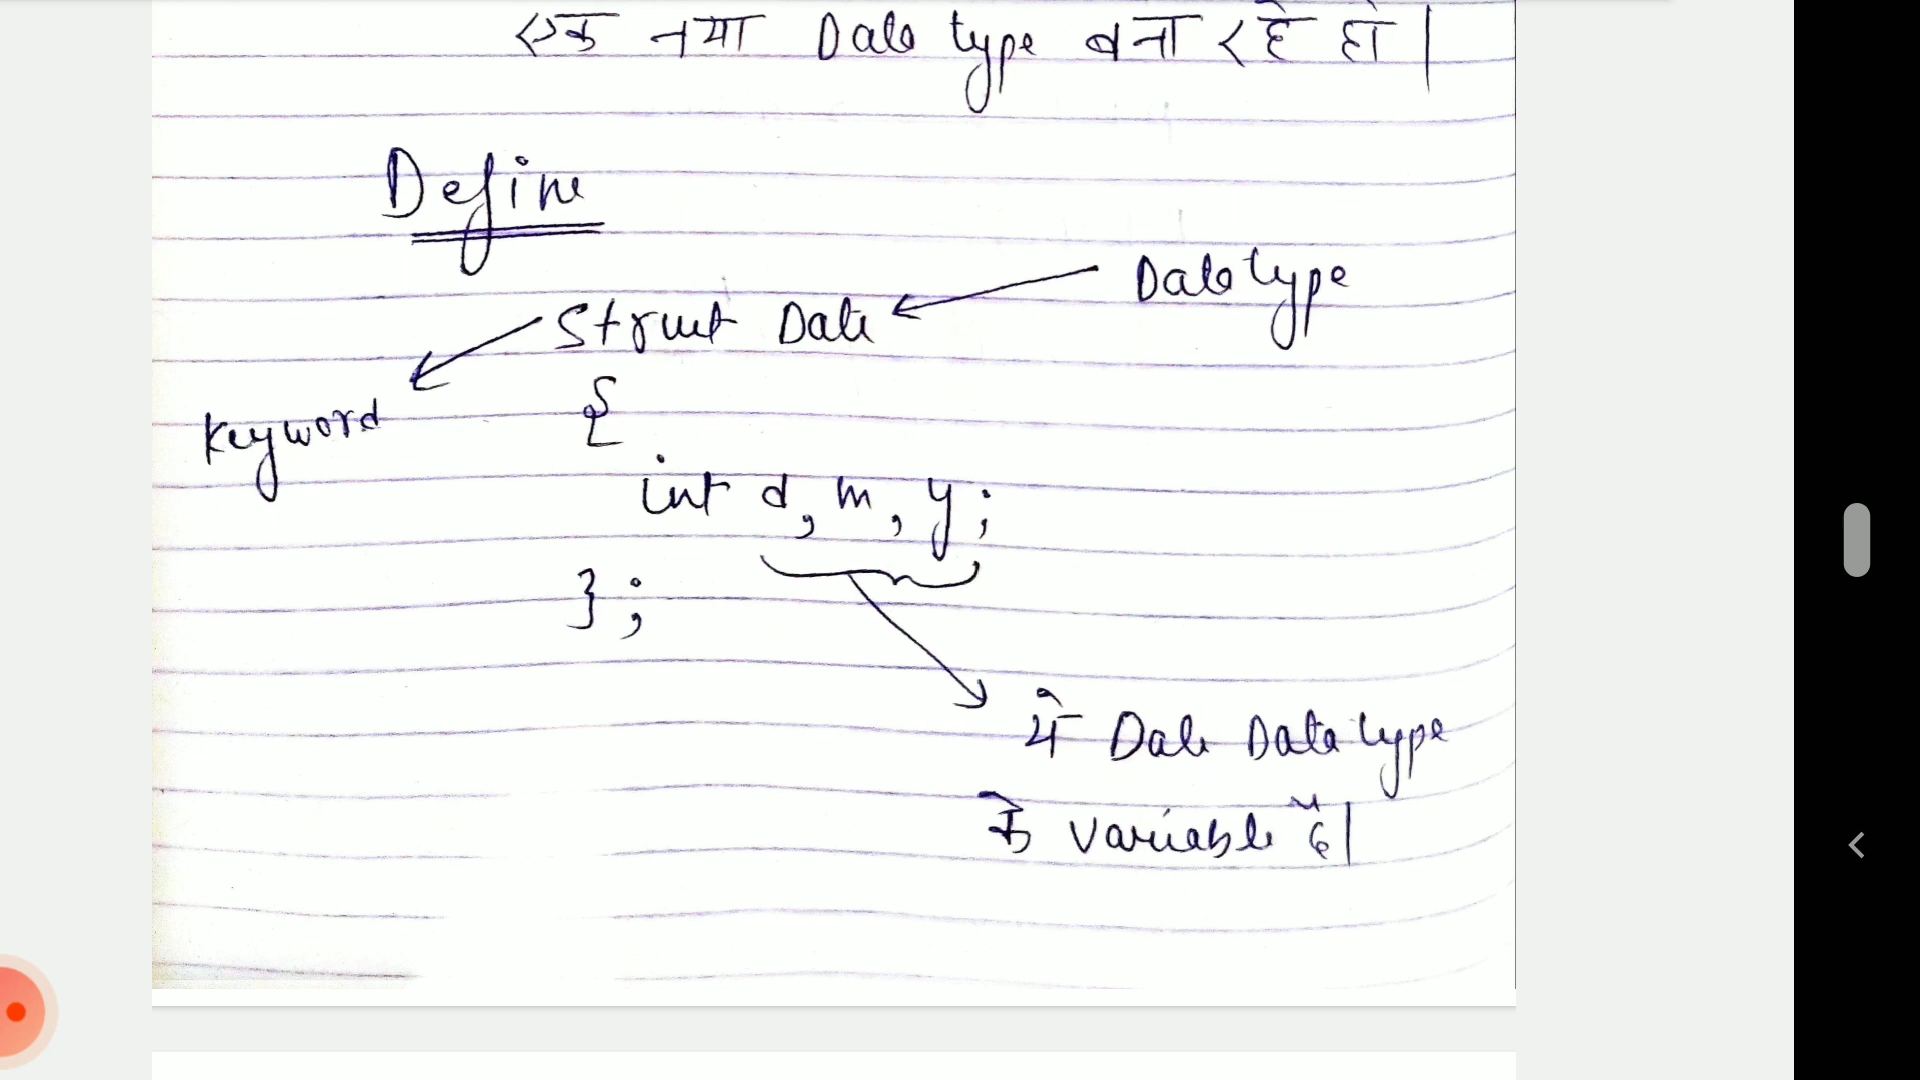 एक नया Data type बना रहे हो।
Define
Data type
Struct Date
Keyword
{
int d, m, y;
};
ये Date Data type
के variable हैं।